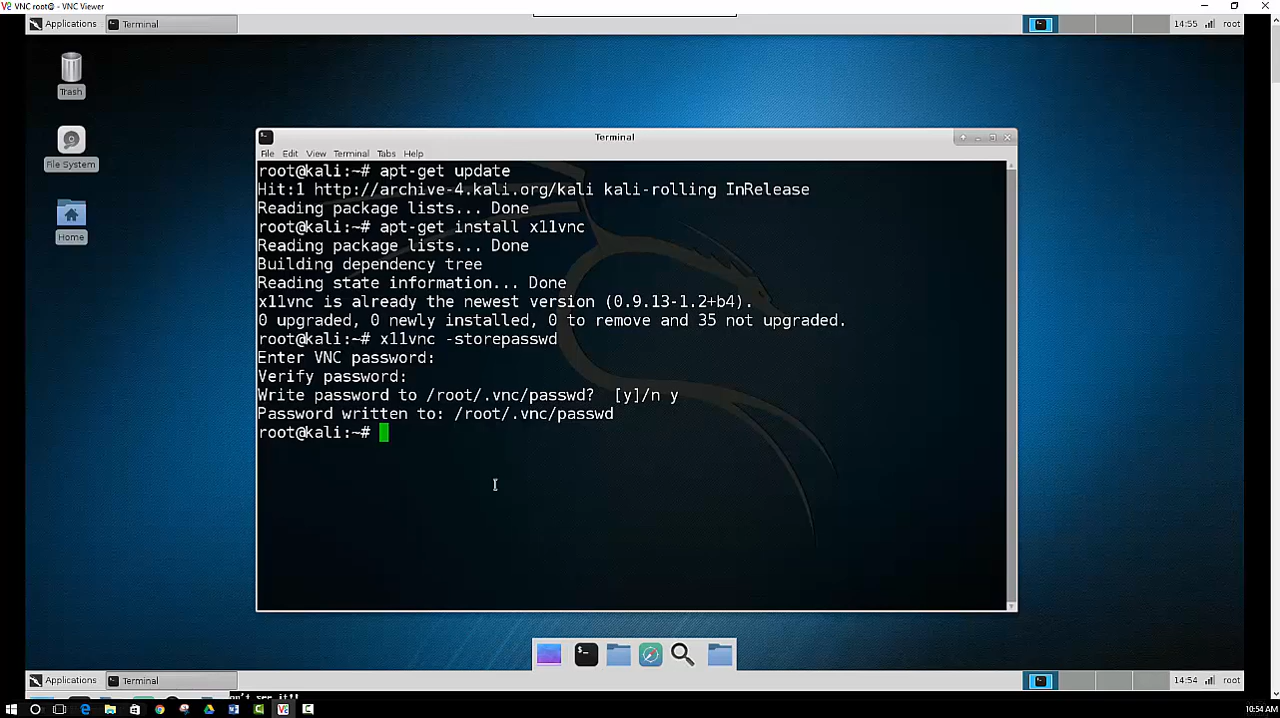 VNC root@ - VNC Viewer
Applications
Terminal
14:55
root
Trash
File System
Home
Terminal
File Edit View Terminal Tabs Help
root@kali:~# apt-get update
Hit:1 http://archive-4.kali.org/kali kali-rolling InRelease
Reading package lists... Done
root@kali:~# apt-get install x11vnc
Reading package lists... Done
Building dependency tree
Reading state information... Done
x11vnc is already the newest version (0.9.13-1.2+b4).
0 upgraded, 0 newly installed, 0 to remove and 35 not upgraded.
root@kali:~# x11vnc -storepasswd
Enter VNC password:
Verify password:
Write password to /root/.vnc/passwd?  [y]/n y
Password written to: /root/.vnc/passwd
root@kali:~#
Applications
Terminal
14:54
root
see it!!
10:54 AM